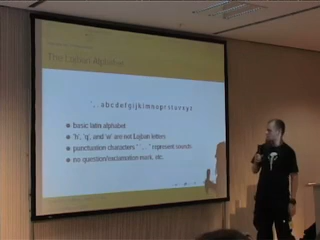 The Lojban Alphabet
' , . a b c d e f g i j k l m n o p r s t u v x y z
basic latin alphabet
'h', 'q', and 'w' are not Lojban letters
punctuation characters " ' , . " represent sounds
no question/exclamation mark, etc.